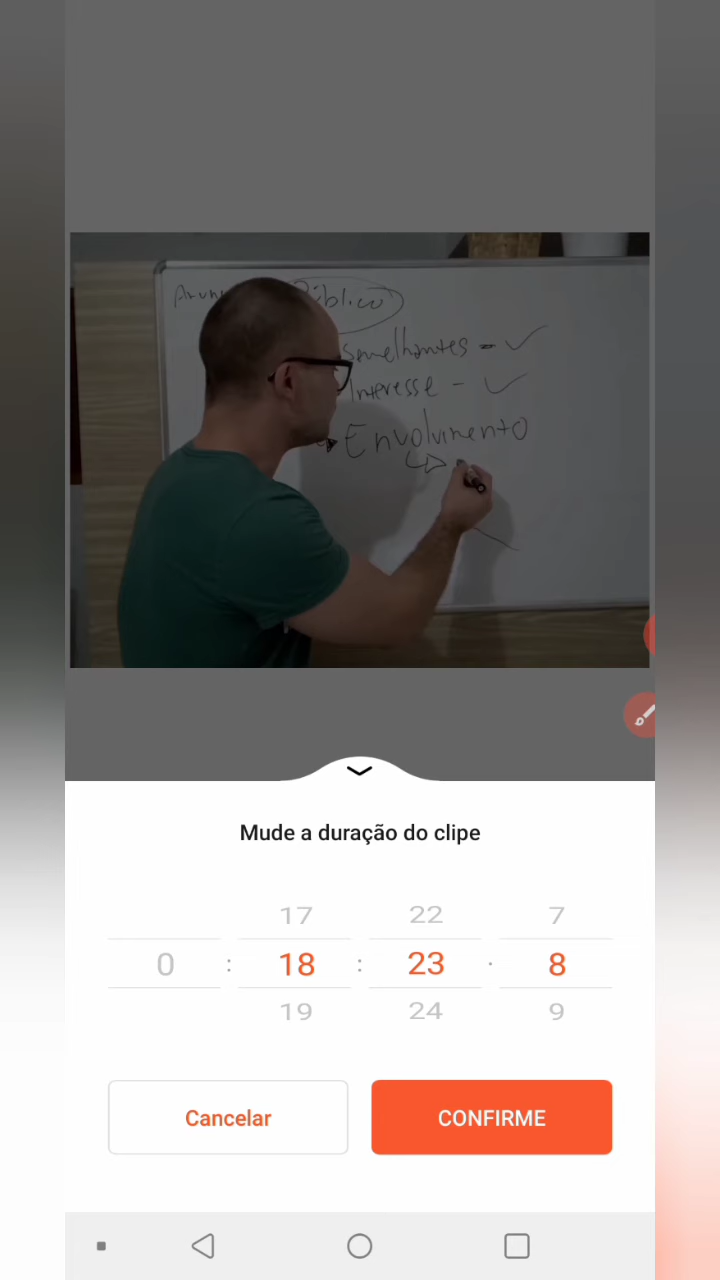 Público
Semelhantes - ✓
Interesse - ✓
Envolvimento
Mude a duração do clipe
17 22 7
0 : 18 : 23 . 8
19 24 9
Cancelar CONFIRME